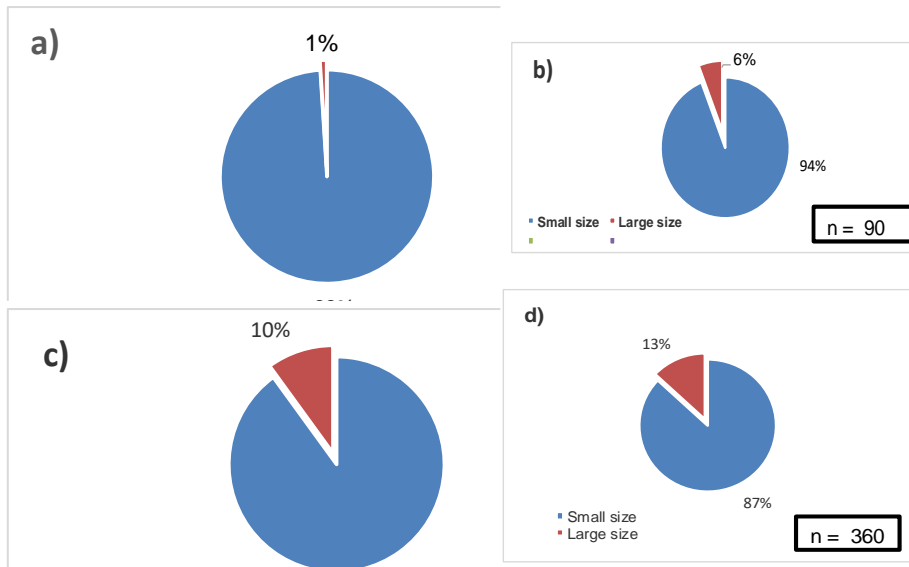 a)
1%
b)
6%
94%
Small size Large size
n = 90
c)
10%
d)
13%
87%
Small size
Large size
n = 360